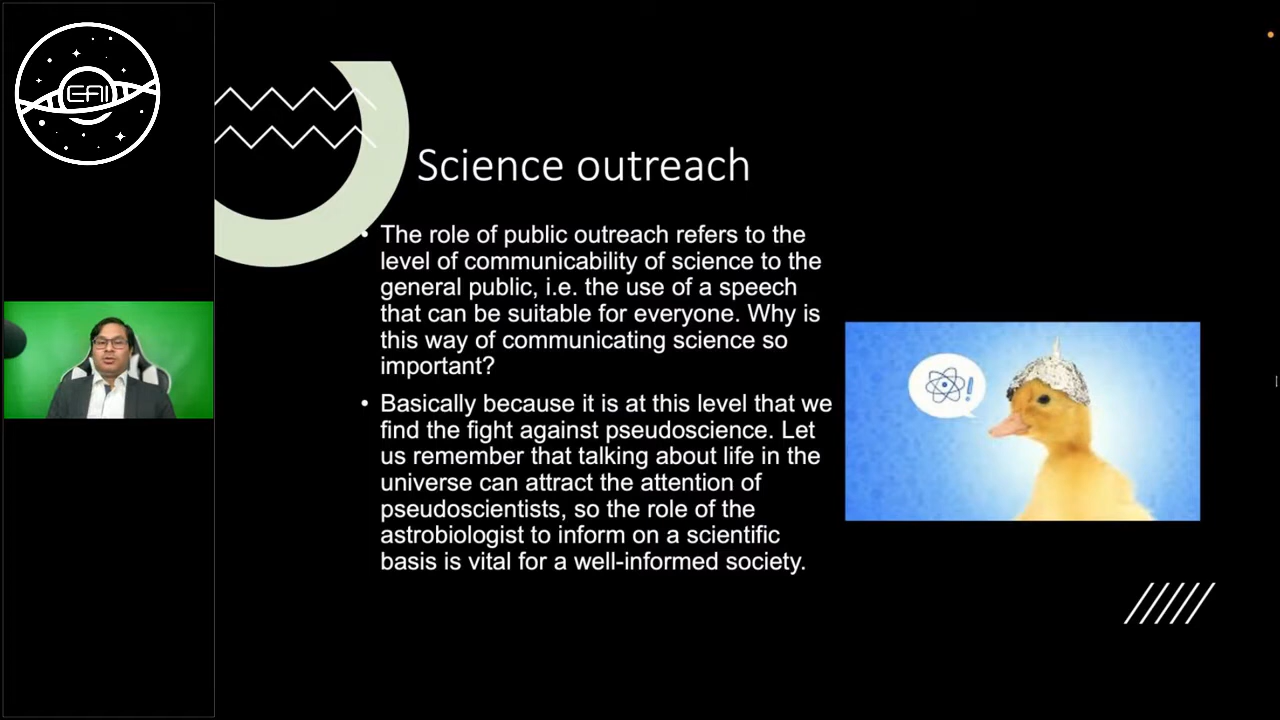 EAI
Science outreach
• The role of public outreach refers to the
level of communicability of science to the
general public, i.e. the use of a speech
that can be suitable for everyone. Why is
this way of communicating science so
important?
• Basically because it is at this level that we
find the fight against pseudoscience. Let
us remember that talking about life in the
universe can attract the attention of
pseudoscientists, so the role of the
astrobiologist to inform on a scientific
basis is vital for a well-informed society.
!